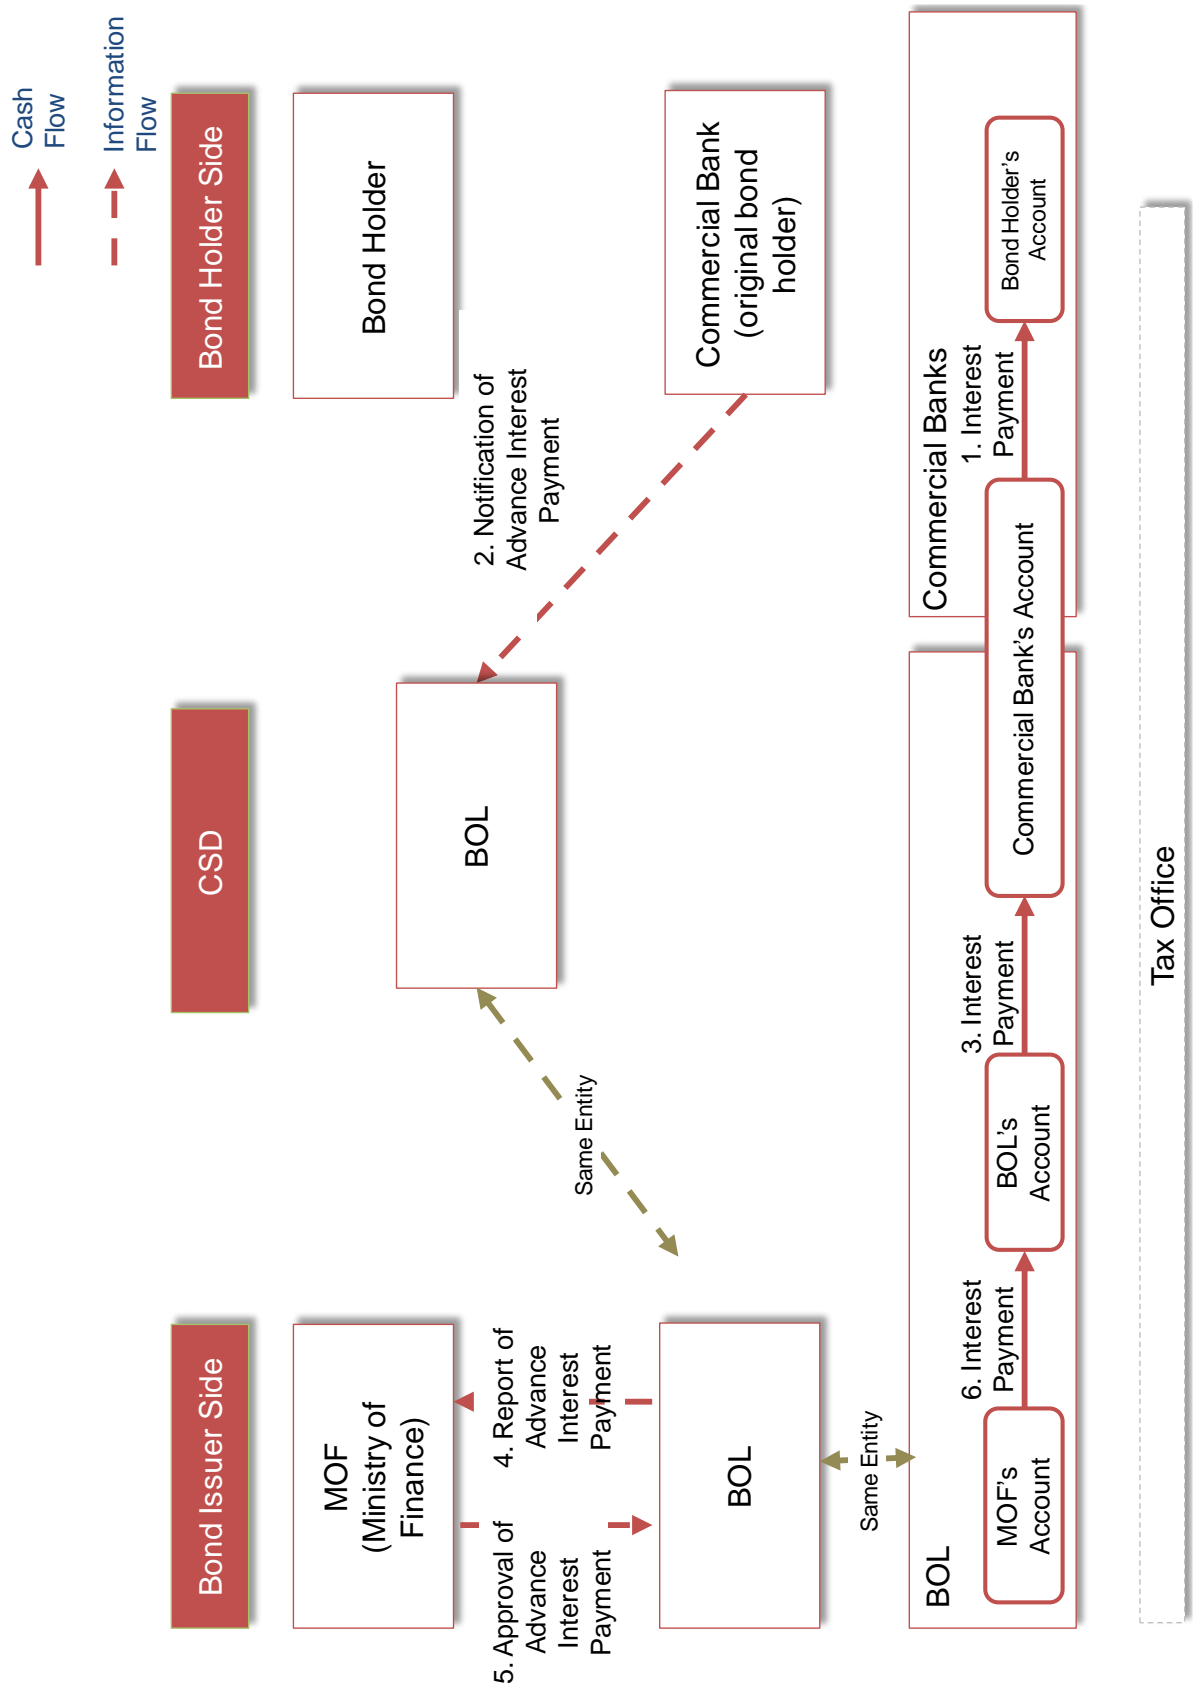 Cash
Flow
Information
Flow
Bond Issuer Side
CSD
Bond Holder Side
MOF
(Ministry of
Finance)
Bond Holder
BOL
5. Approval of
Advance
Interest
Payment
4. Report of
Advance
Interest
Payment
2. Notification of
Advance Interest
Payment
Same Entity
BOL
Commercial Bank
(original bond
holder)
Same Entity
BOL
Commercial Banks
6. Interest
Payment
3. Interest
Payment
1. Interest
Payment
MOF's
Account
BOL's
Account
Commercial Bank's Account
Bond Holder's
Account
Tax Office